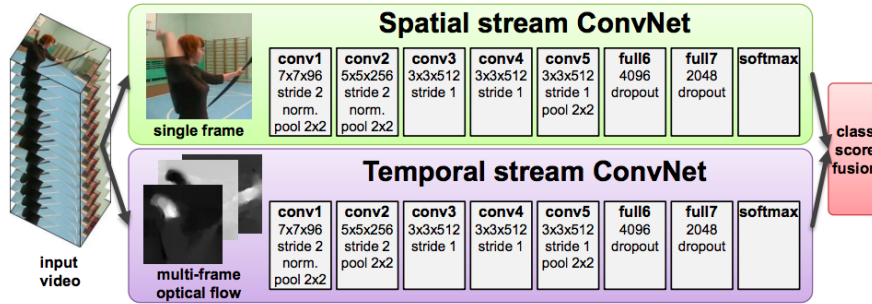 Spatial stream ConvNet
conv1
7x7x96
stride 2
norm.
pool 2x2
conv2
5x5x256
stride 2
norm.
pool 2x2
conv3
3x3x512
stride 1
conv4
3x3x512
stride 1
conv5
3x3x512
stride 1
pool 2x2
full6
4096
dropout
full7
2048
dropout
softmax
single frame
Temporal stream ConvNet
conv1
7x7x96
stride 2
norm.
pool 2x2
conv2
5x5x256
stride 2
pool 2x2
conv3
3x3x512
stride 1
conv4
3x3x512
stride 1
conv5
3x3x512
stride 1
pool 2x2
full6
4096
dropout
full7
2048
dropout
softmax
multi-frame
optical flow
input
video
class
score
fusion